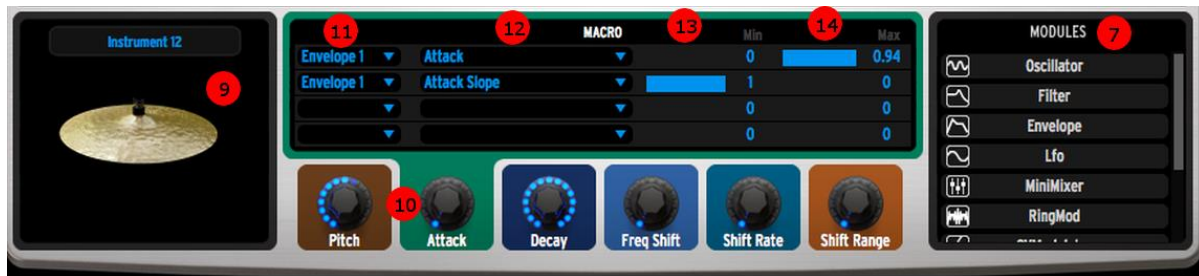 Instrument 12
9
11
12
MACRO
13
Min
14
Max
Envelope 1 Attack 0 0.94
Envelope 1 Attack Slope 1 0
0 0
0 0
10
Pitch
Attack
Decay
Freq Shift
Shift Rate
Shift Range
MODULES
7
Oscillator
Filter
Envelope
Lfo
MiniMixer
RingMod